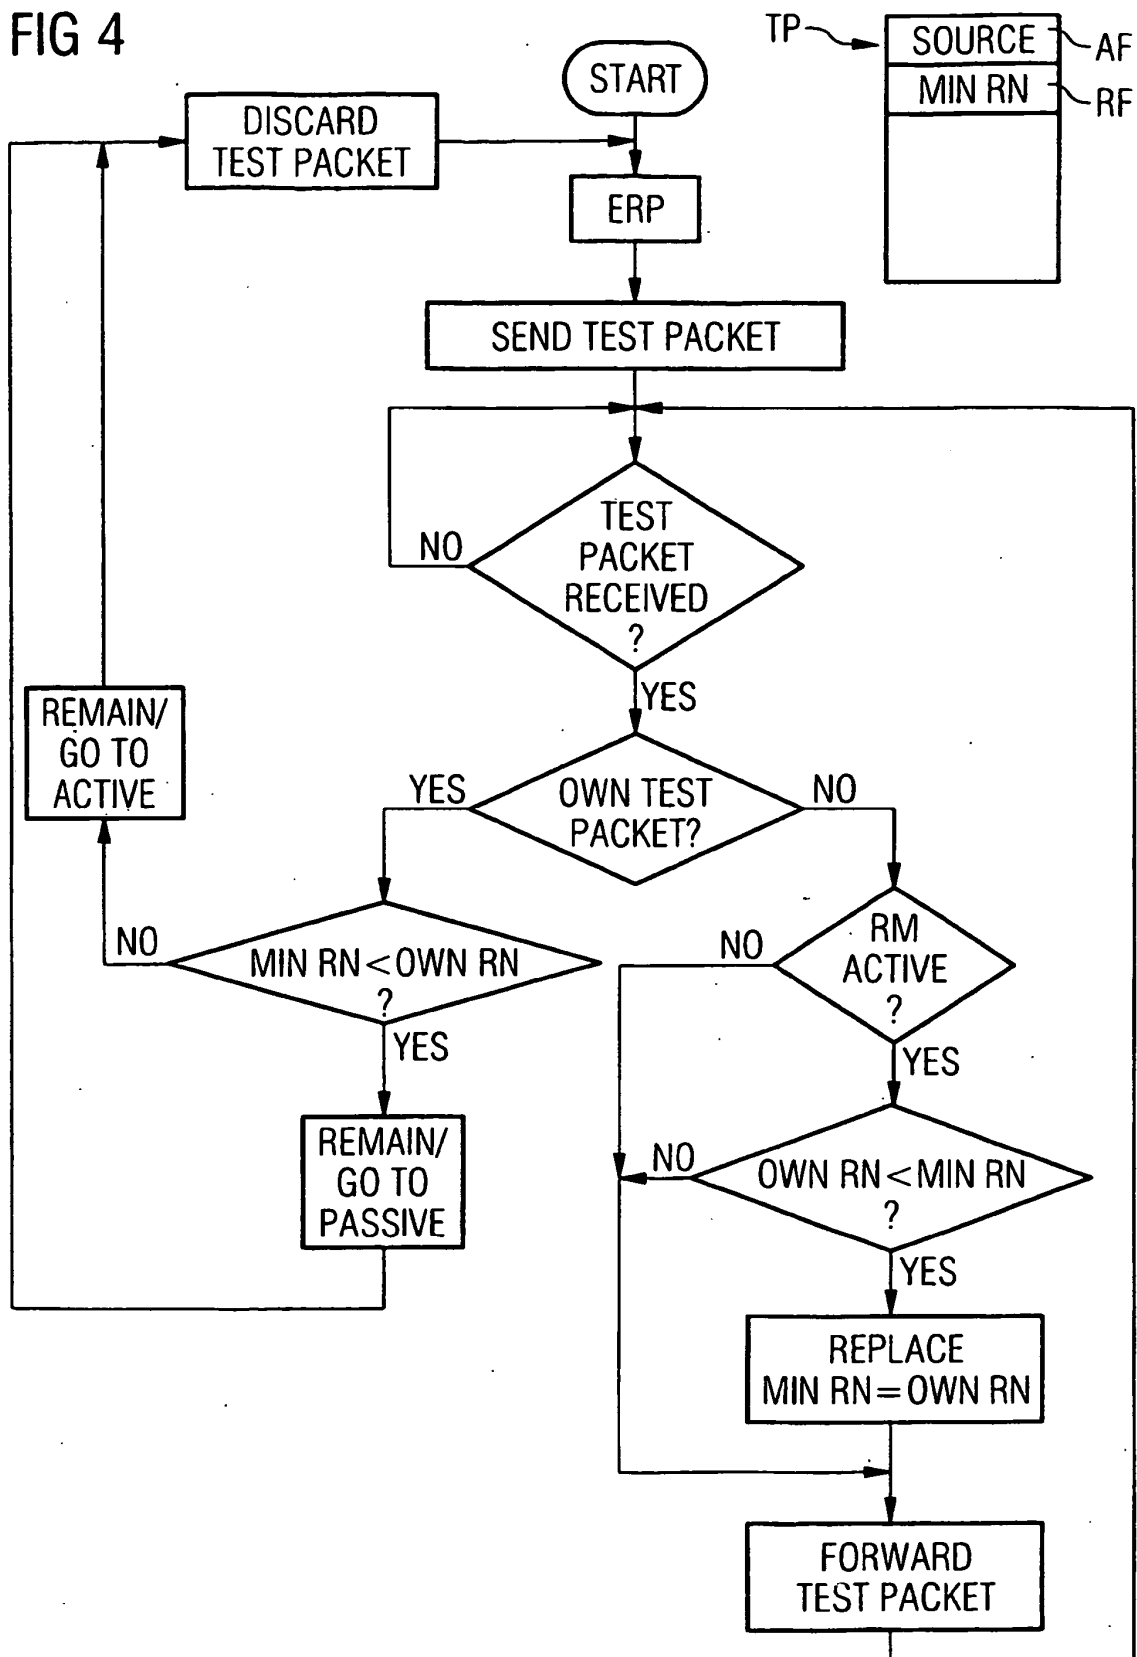 FIG 4
TP
SOURCE
AF
MIN RN
RF
START
DISCARD
TEST PACKET
ERP
SEND TEST PACKET
TEST
PACKET
RECEIVED
?
NO
YES
OWN TEST
PACKET?
YES
NO
REMAIN/
GO TO
ACTIVE
MIN RN<OWN RN
?
NO
YES
RM
ACTIVE
?
NO
YES
REMAIN/
GO TO
PASSIVE
OWN RN<MIN RN
?
NO
YES
REPLACE
MIN RN=OWN RN
FORWARD
TEST PACKET